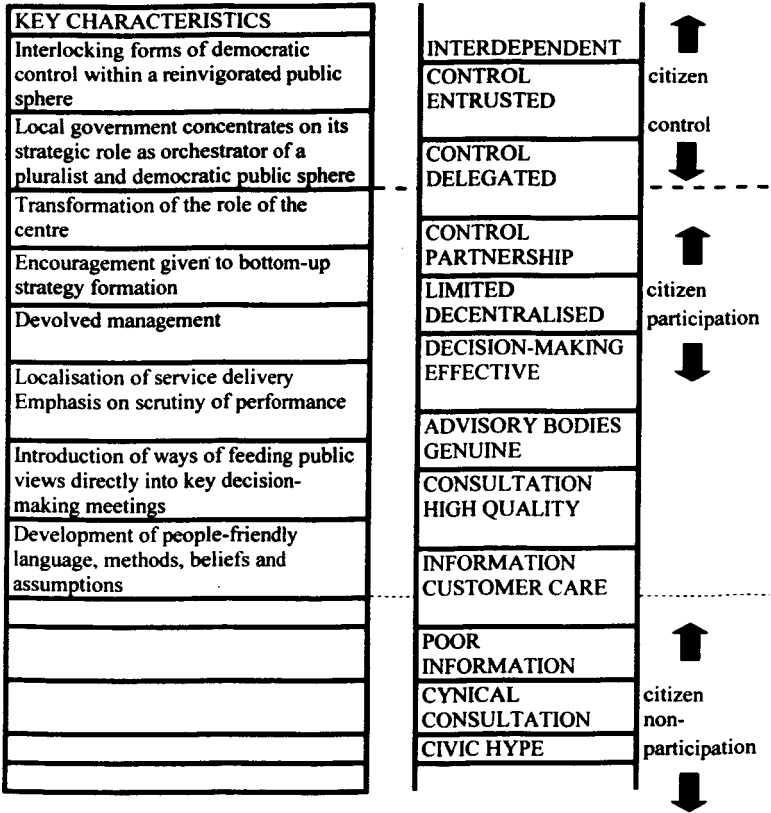 KEY CHARACTERISTICS
Interlocking forms of democratic
control within a reinvigorated public
sphere
Local government concentrates on its
strategic role as orchestrator of a
pluralist and democratic public sphere
Transformation of the role of the
centre
Encouragement given to bottom-up
strategy formation
Devolved management
Localisation of service delivery
Emphasis on scrutiny of performance
Introduction of ways of feeding public
views directly into key decision-
making meetings
Development of people-friendly
language, methods, beliefs and
assumptions
INTERDEPENDENT
CONTROL
ENTRUSTED
CONTROL
DELEGATED
CONTROL
PARTNERSHIP
LIMITED
DECENTRALISED
DECISION-MAKING
EFFECTIVE
ADVISORY BODIES
GENUINE
CONSULTATION
HIGH QUALITY
INFORMATION
CUSTOMER CARE
POOR
INFORMATION
CYNICAL
CONSULTATION
CIVIC HYPE
citizen
control
citizen
participation
citizen
non-
participation